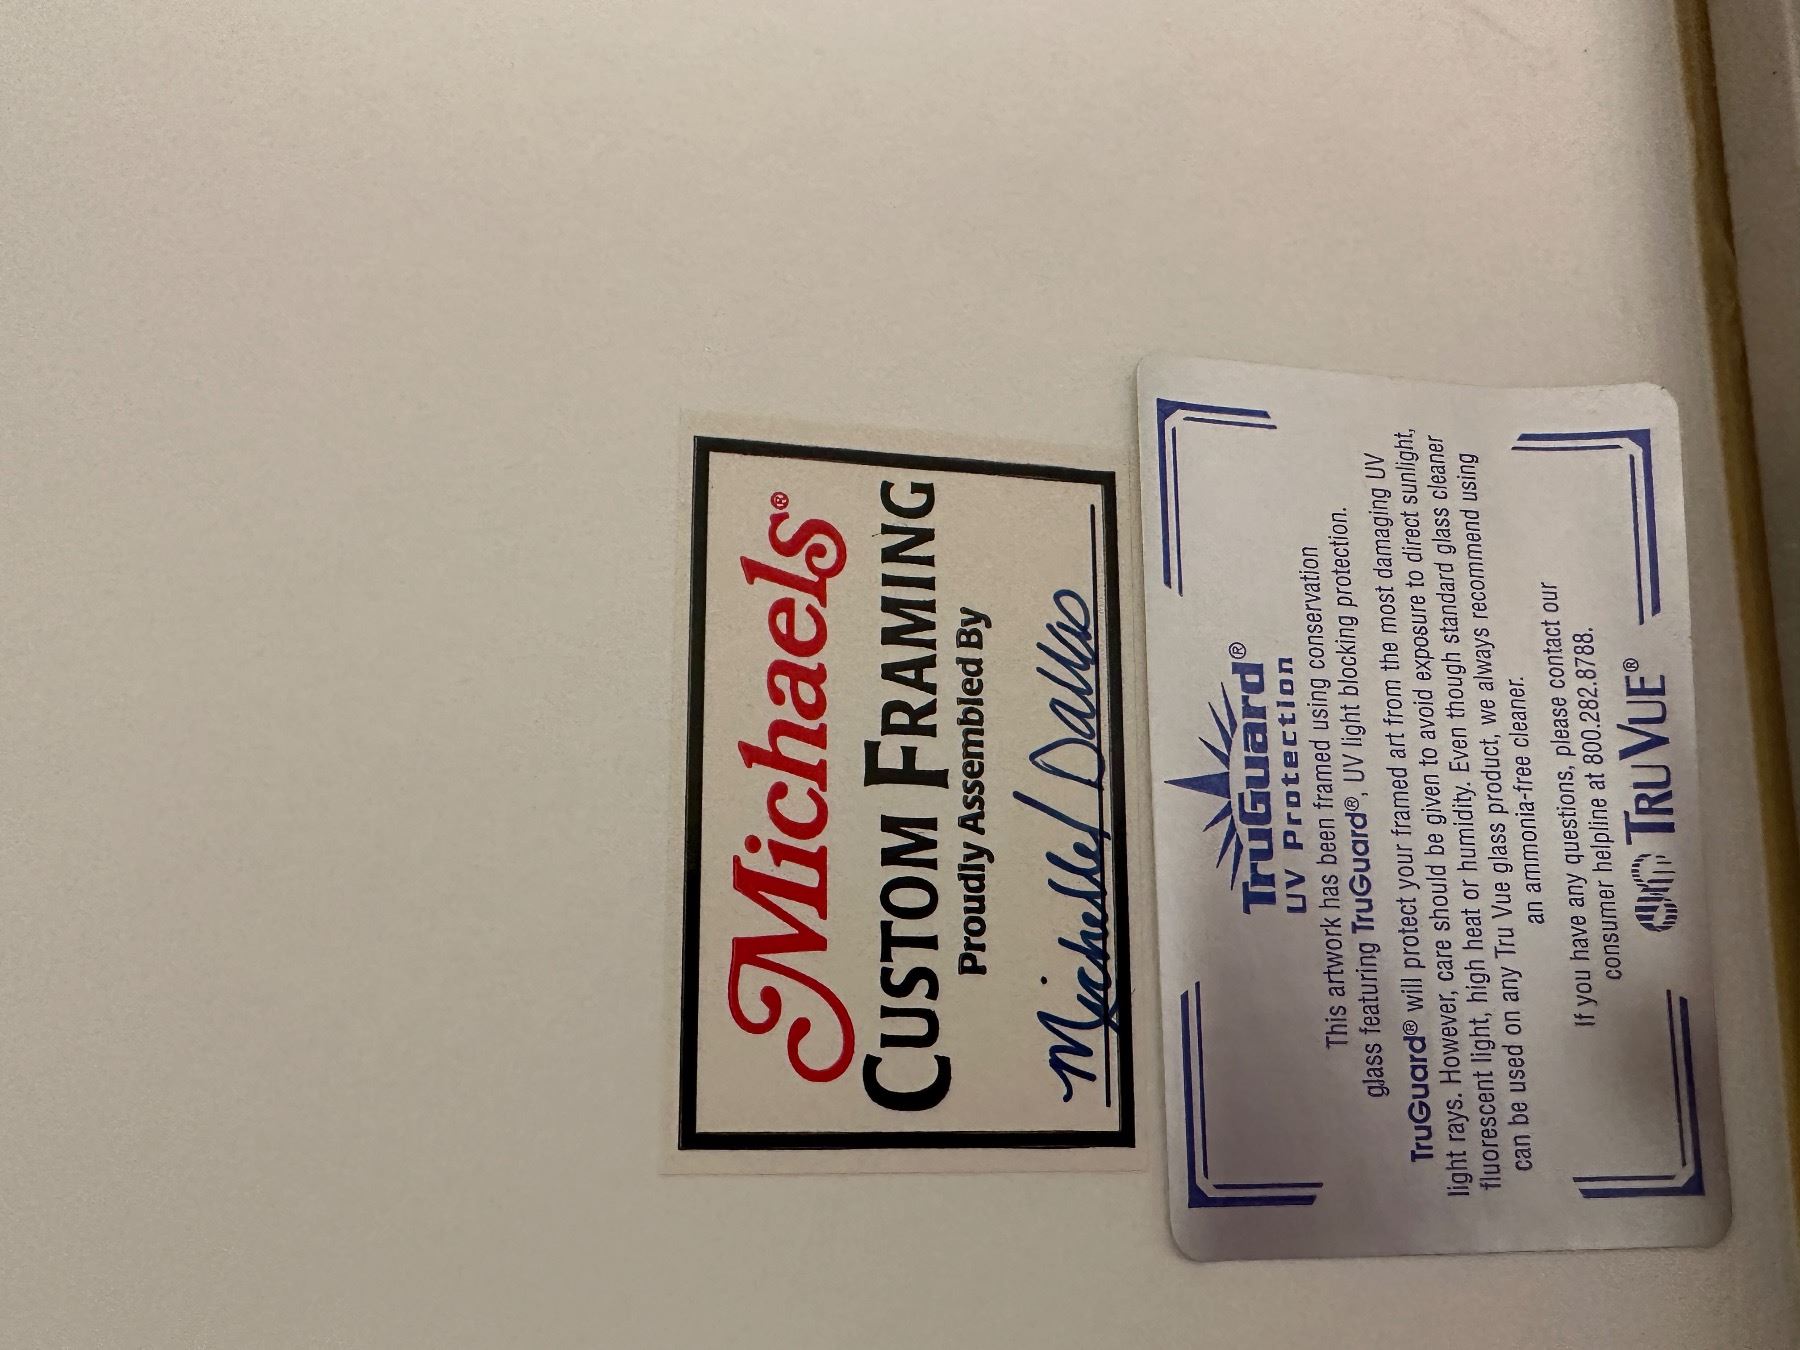 Michaels®
CUSTOM FRAMING
Proudly Assembled By
Michelle Dallas
TruGuard®
UV Protection
This artwork has been framed using conservation
glass featuring TruGuard®, UV light blocking protection.
TruGuard® will protect your framed art from the most damaging UV
light rays. However, care should be given to avoid exposure to direct sunlight,
fluorescent light, high heat or humidity. Even though standard glass cleaner
can be used on any Tru Vue glass product, we always recommend using
an ammonia-free cleaner.
If you have any questions, please contact our
consumer helpline at 800.282.8788.
TRU VUE®